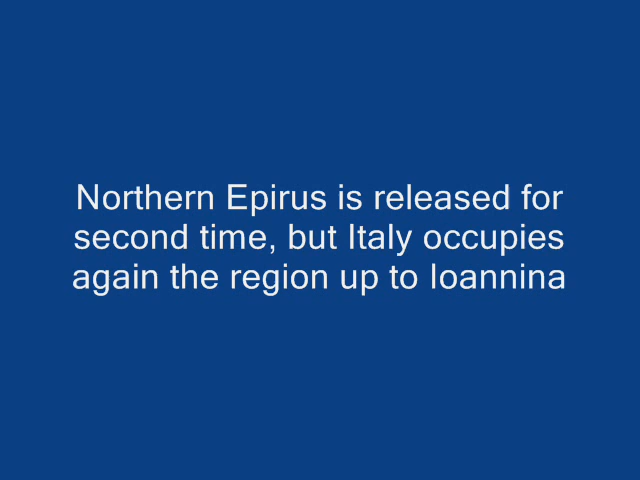 Northern Epirus is released for
second time, but Italy occupies
again the region up to Ioannina